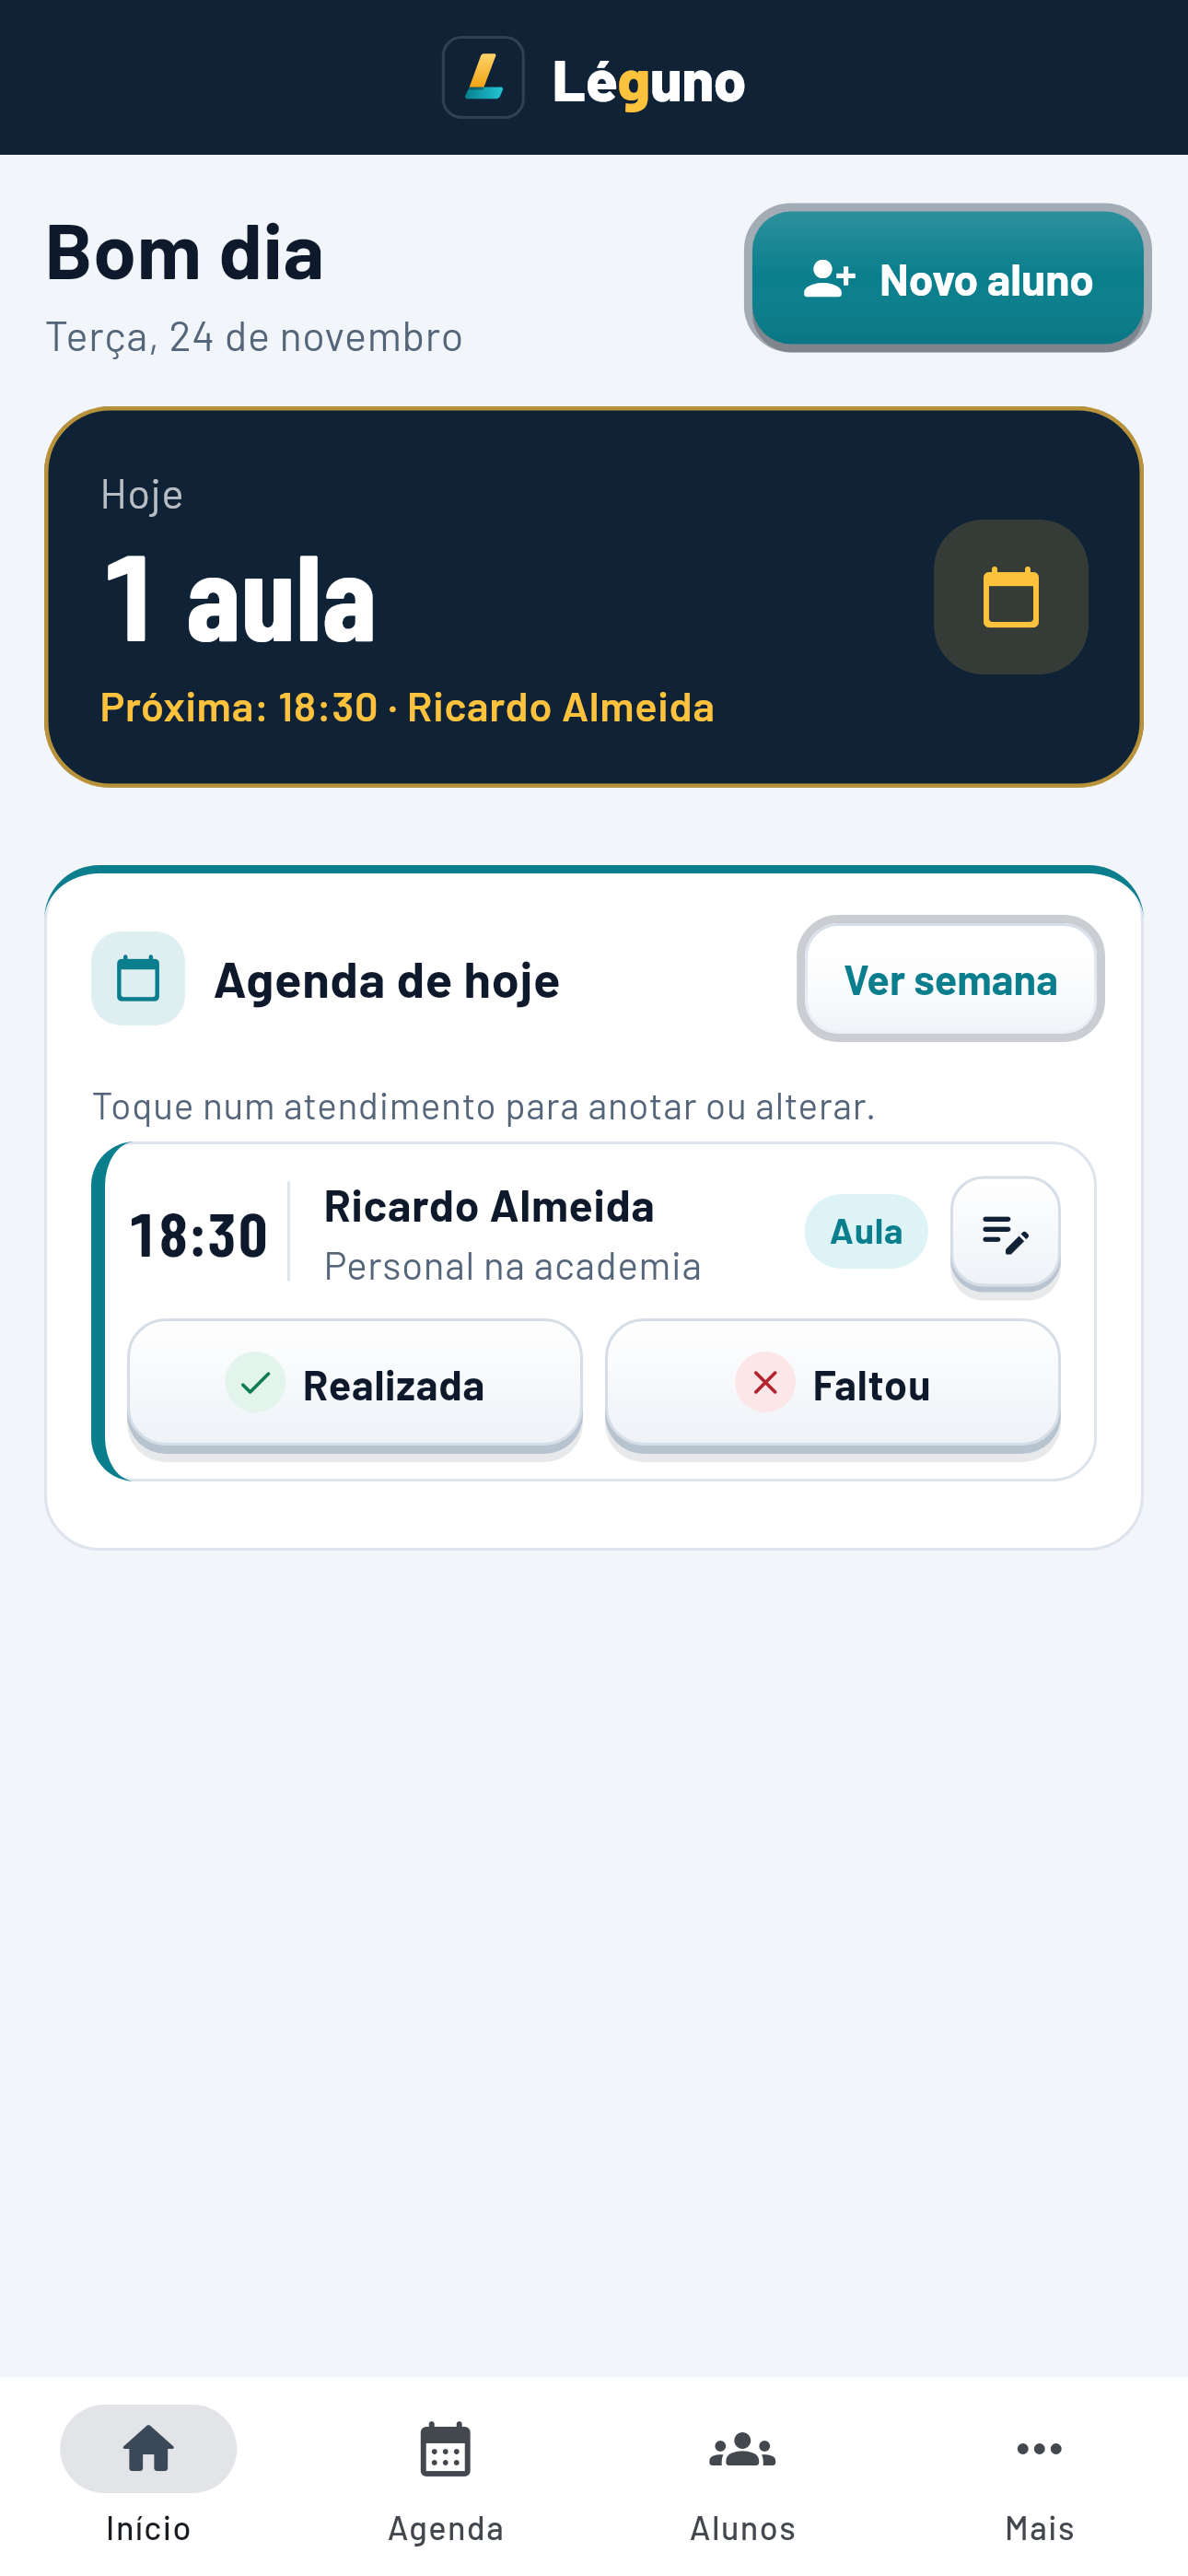 Léguno
Bom dia
Novo aluno
Terça, 24 de novembro
Hoje
1 aula
Próxima: 18:30 · Ricardo Almeida
Agenda de hoje
Ver semana
Toque num atendimento para anotar ou alterar.
18:30
Ricardo Almeida
Personal na academia
Aula
Realizada
Faltou
Início
Agenda
Alunos
Mais